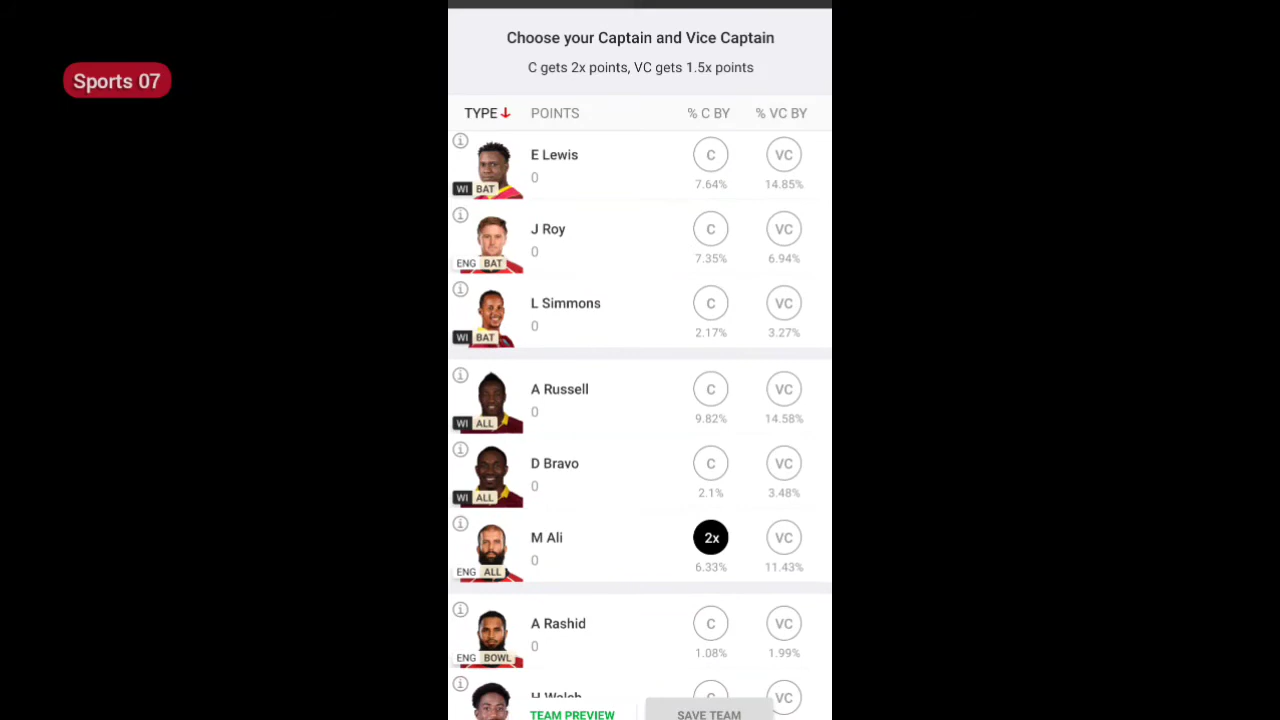 Sports 07
Choose your Captain and Vice Captain
C gets 2x points, VC gets 1.5x points
TYPE POINTS % C BY % VC BY
E Lewis C VC
0
WI BAT 7.64% 14.85%
J Roy C VC
0
ENG BAT 7.35% 6.94%
L Simmons C VC
0
WI BAT 2.17% 3.27%
A Russell C VC
0
WI ALL 9.82% 14.58%
D Bravo C VC
0
WI ALL 2.1% 3.48%
M Ali 2x VC
0
ENG ALL 6.33% 11.43%
A Rashid C VC
0
ENG BOWL 1.08% 1.99%
H Walsh C VC
TEAM PREVIEW SAVE TEAM